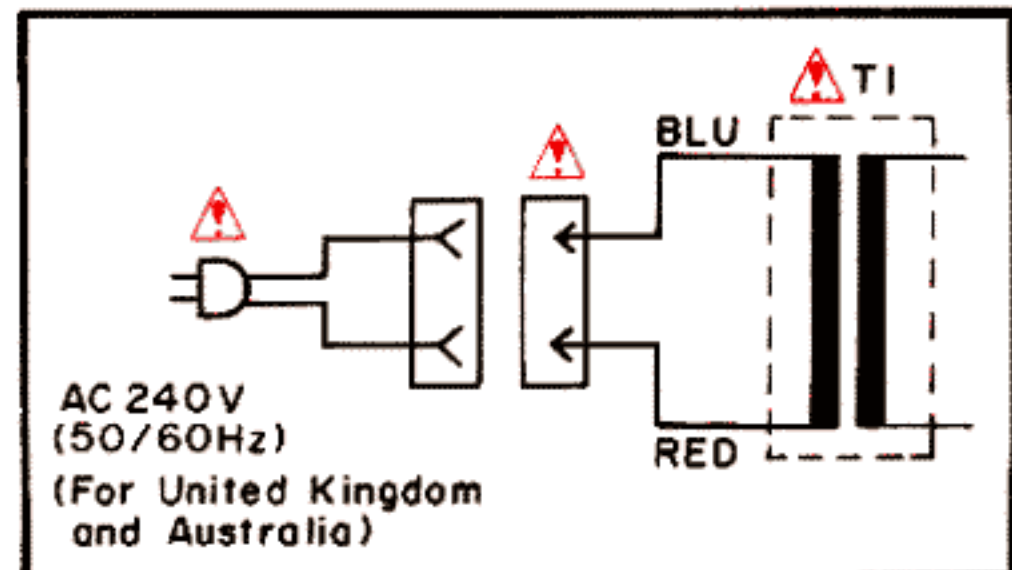 T1
BLU
RED
AC 240V
(50/60Hz)
(For United Kingdom
and Australia)